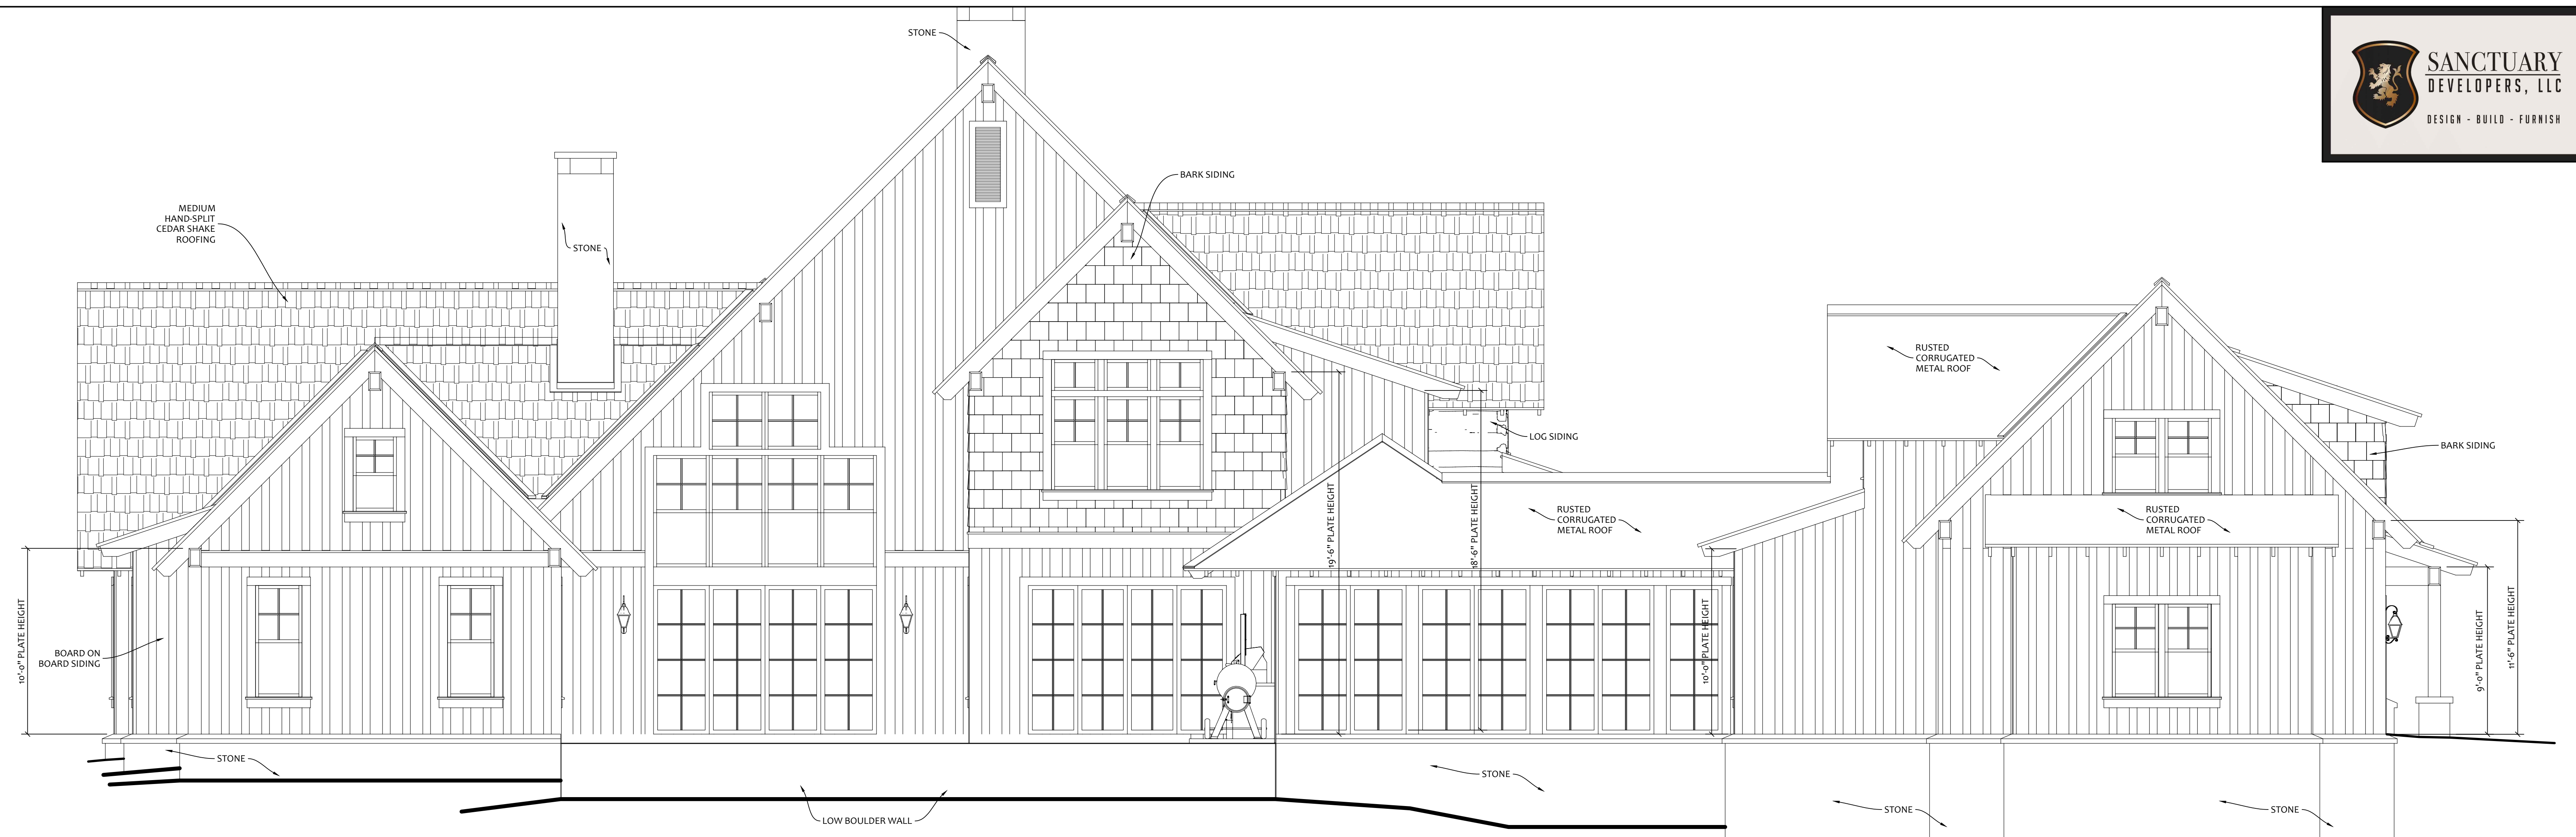 STONE
SANCTUARY
DEVELOPERS, LLC
DESIGN - BUILD - FURNISH
BARK SIDING
MEDIUM
HAND-SPLIT
CEDAR SHAKE
ROOFING
STONE
RUSTED
CORRUGATED
METAL ROOF
LOG SIDING
BARK SIDING
19'-6" PLATE HEIGHT
18'-6" PLATE HEIGHT
RUSTED
CORRUGATED
METAL ROOF
RUSTED
CORRUGATED
METAL ROOF
10'-0" PLATE HEIGHT
BOARD ON
BOARD SIDING
10'-0" PLATE HEIGHT
9'-0" PLATE HEIGHT
11'-6" PLATE HEIGHT
STONE
STONE
LOW BOULDER WALL
STONE
STONE